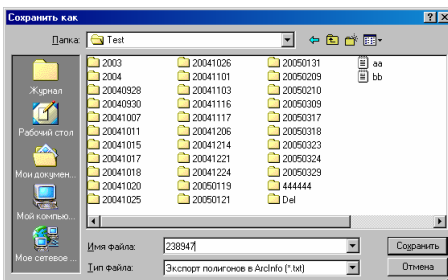 Сохранить как
Папка: Test
Журнал
Рабочий стол
Мои докумен...
Мой компью...
Мое сетевое ...
2003 20041026 20050131 aa
2004 20041101 20050209 bb
20040928 20041103 20050210
20040930 20041116 20050309
20041007 20041117 20050317
20041011 20041206 20050318
20041015 20041214 20050323
20041017 20041221 20050324
20041018 20041224 20050329
20041020 20050119 444444
20041025 20050121 Del
Имя файла: 238947 Сохранить
Тип файла: Экспорт полигонов в ArcInfo (*.txt) Отмена